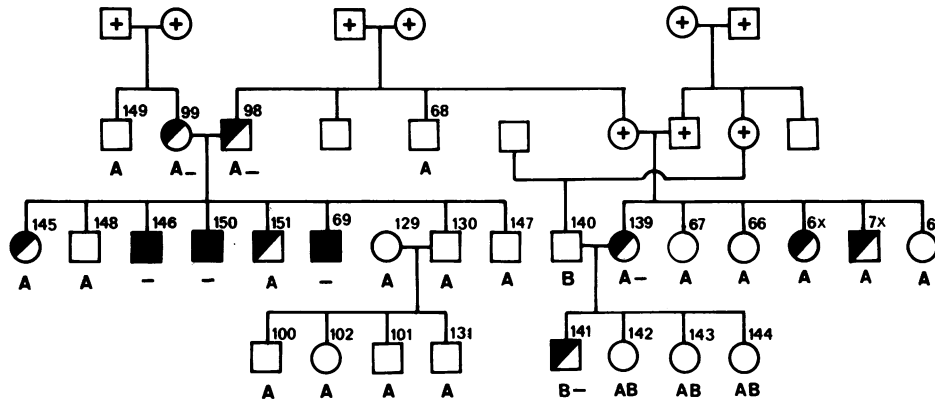 + + + + + +
149 99 98 68
+ + +
A A– A– A
145 148 146 150 151 69 129 130 147 140 139 67 66 6x 7x 6
A A – – A – A A A B A– A A A A A
100 102 101 131 141 142 143 144
A A A A B– AB AB AB